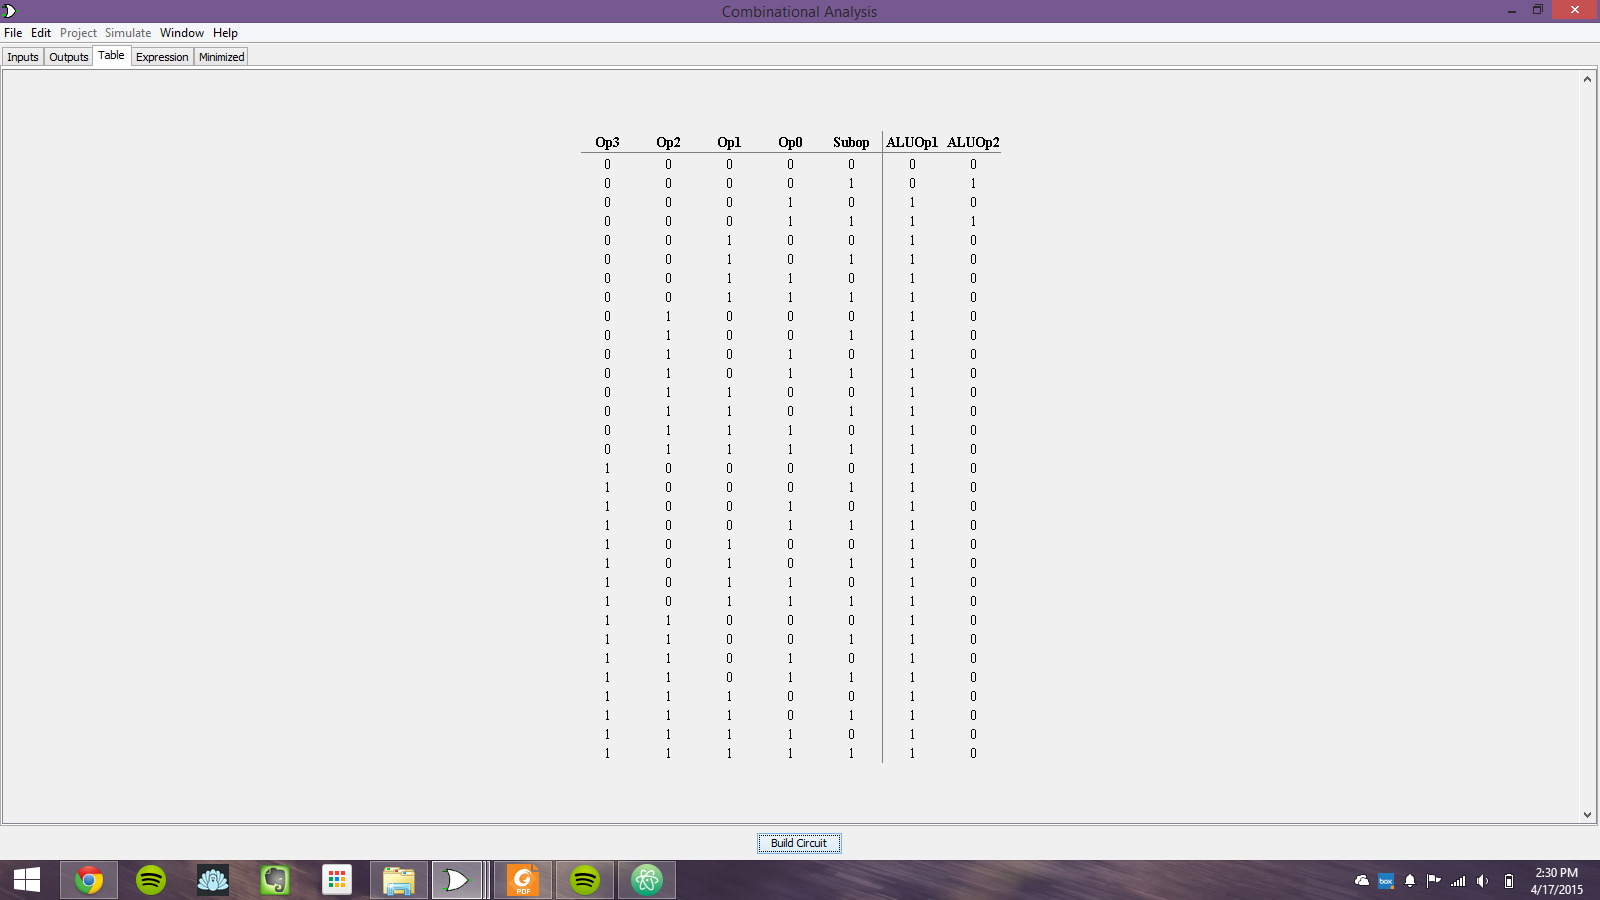 Combinational Analysis
File Edit Project Simulate Window Help
Inputs Outputs Table Expression Minimized
Op3 Op2 Op1 Op0 Subop ALUOp1 ALUOp2
0 0 0 0 0 0 0
0 0 0 0 1 0 1
0 0 0 1 0 1 0
0 0 0 1 1 1 1
0 0 1 0 0 1 0
0 0 1 0 1 1 0
0 0 1 1 0 1 0
0 0 1 1 1 1 0
0 1 0 0 0 1 0
0 1 0 0 1 1 0
0 1 0 1 0 1 0
0 1 0 1 1 1 0
0 1 1 0 0 1 0
0 1 1 0 1 1 0
0 1 1 1 0 1 0
0 1 1 1 1 1 0
1 0 0 0 0 1 0
1 0 0 0 1 1 0
1 0 0 1 0 1 0
1 0 0 1 1 1 0
1 0 1 0 0 1 0
1 0 1 0 1 1 0
1 0 1 1 0 1 0
1 0 1 1 1 1 0
1 1 0 0 0 1 0
1 1 0 0 1 1 0
1 1 0 1 0 1 0
1 1 0 1 1 1 0
1 1 1 0 0 1 0
1 1 1 0 1 1 0
1 1 1 1 0 1 0
1 1 1 1 1 1 0
Build Circuit
PDF
box
2:30 PM
4/17/2015